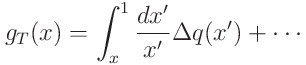 g_T(x) = \int_x^1 \frac{dx'}{x'} \Delta q(x') + \cdots